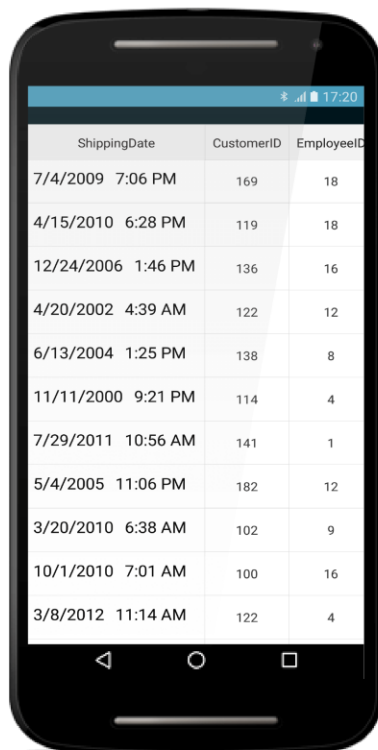 17:20
ShippingDate CustomerID EmployeeID
7/4/2009 7:06 PM 169 18
4/15/2010 6:28 PM 119 18
12/24/2006 1:46 PM 136 16
4/20/2002 4:39 AM 122 12
6/13/2004 1:25 PM 138 8
11/11/2000 9:21 PM 114 4
7/29/2011 10:56 AM 141 1
5/4/2005 11:06 PM 182 12
3/20/2010 6:38 AM 102 9
10/1/2010 7:01 AM 100 16
3/8/2012 11:14 AM 122 4